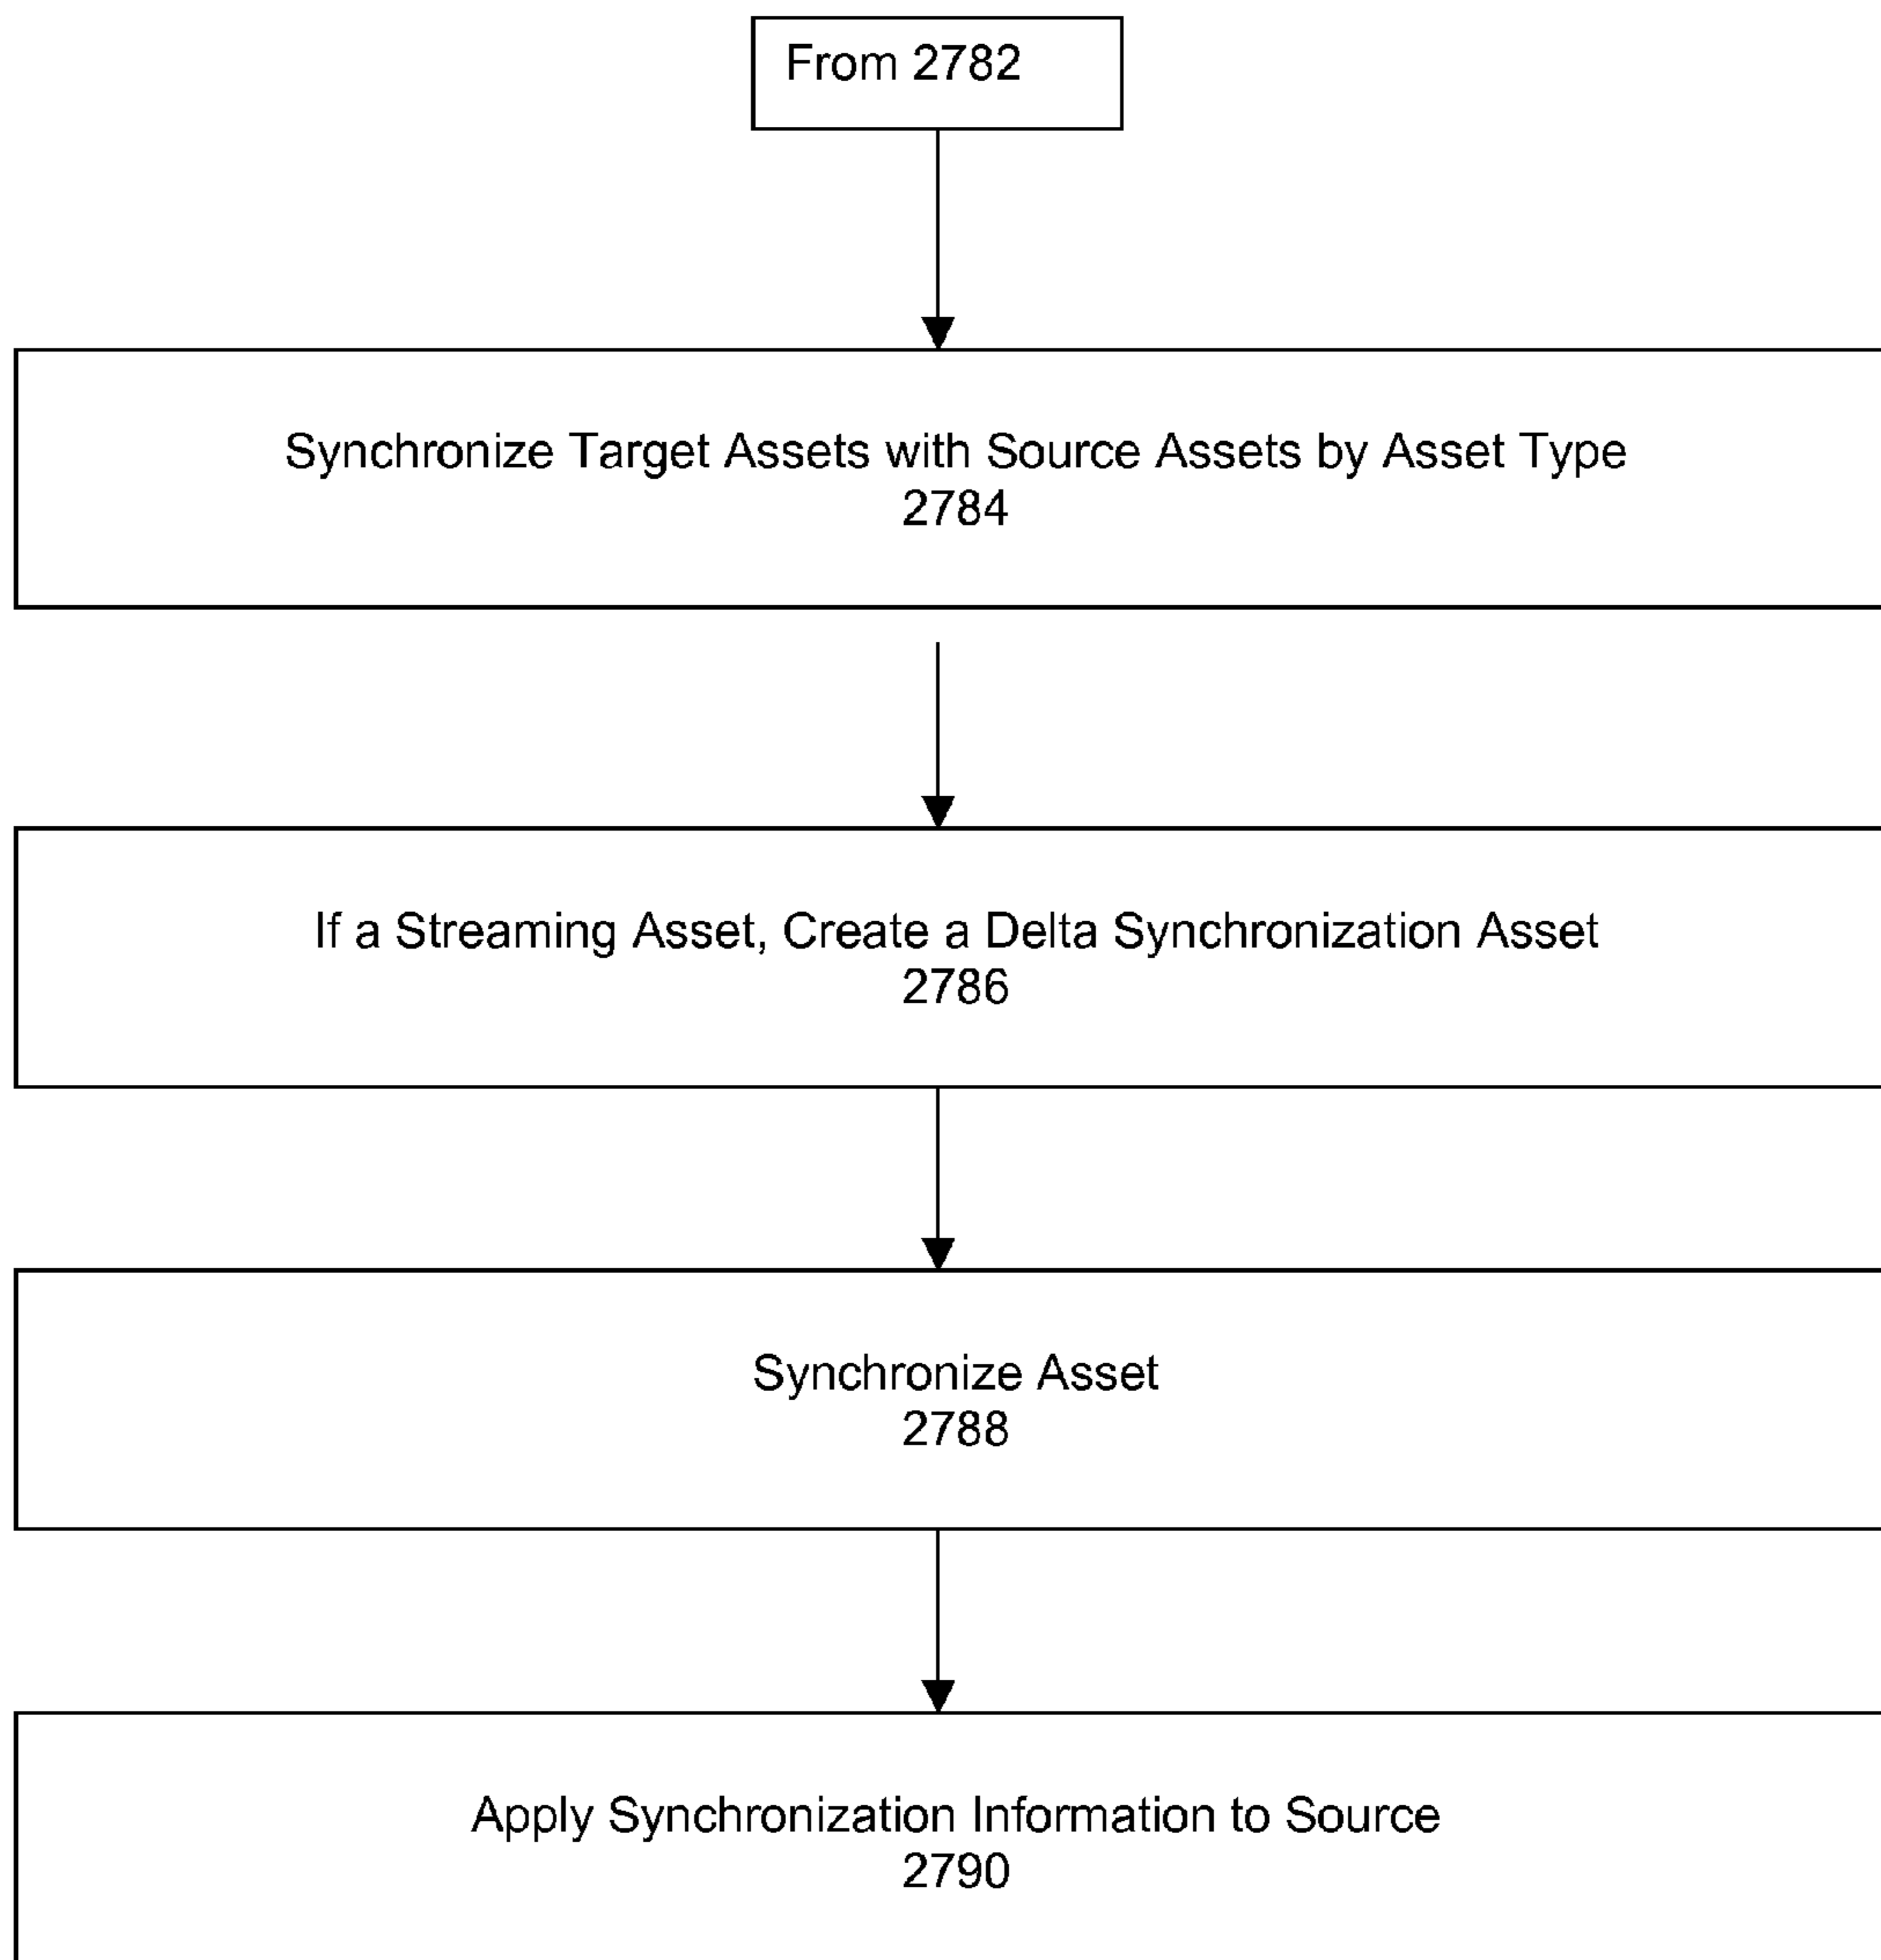 From 2782
Synchronize Target Assets with Source Assets by Asset Type
2784
If a Streaming Asset, Create a Delta Synchronization Asset
2786
Synchronize Asset
2788
Apply Synchronization Information to Source
2790